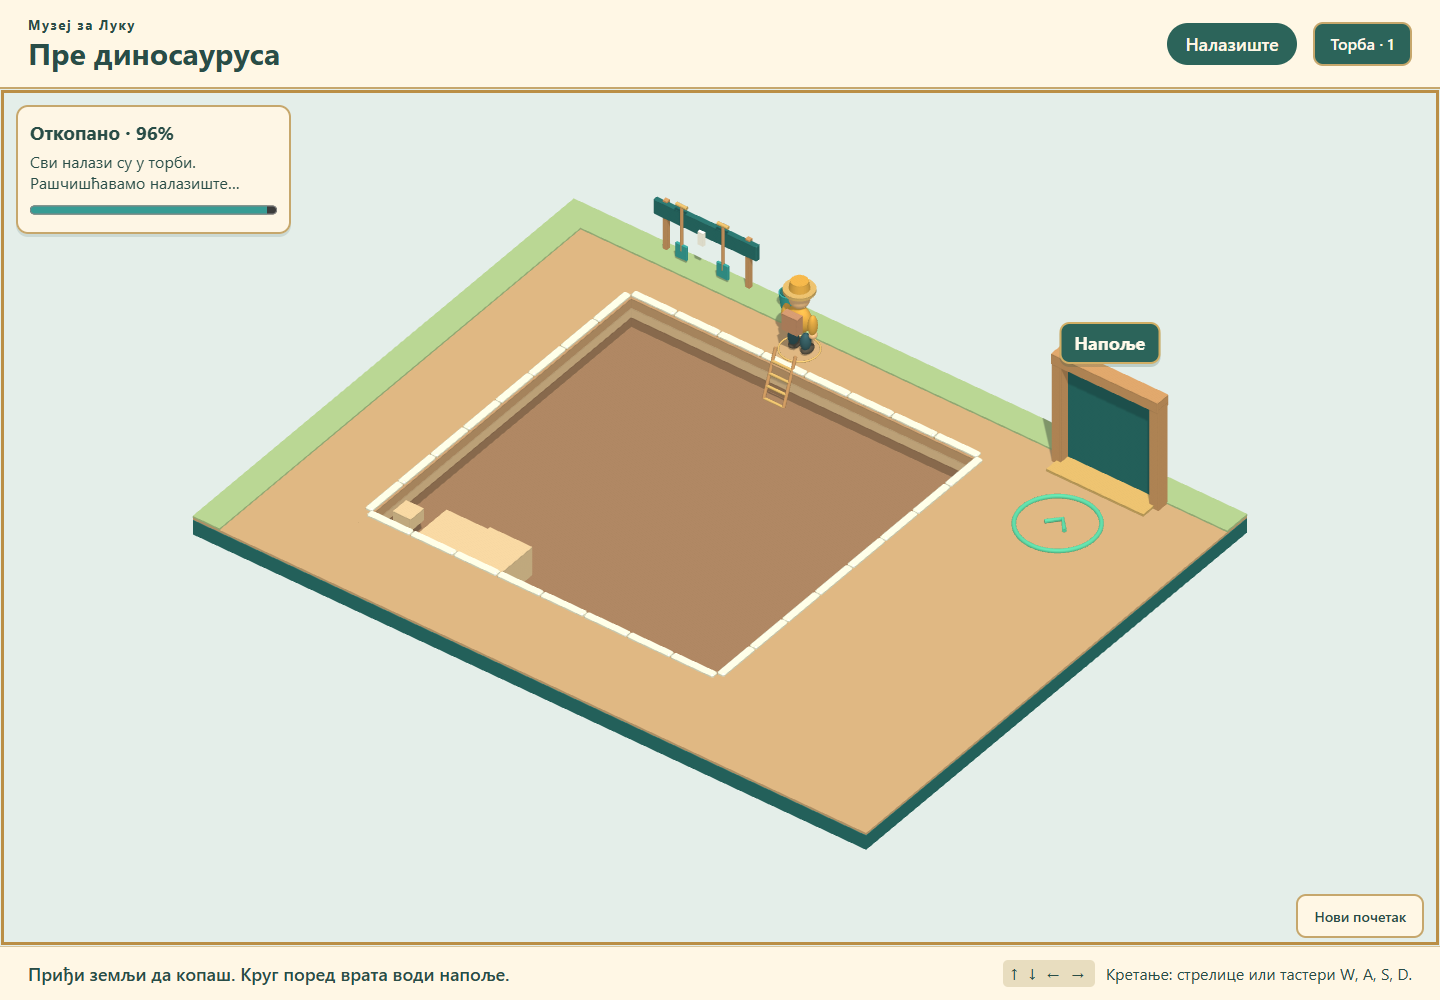 Музеј за Луку
Пре диносауруса
Налазиште
Торба · 1
Откопано · 96%
Сви налази су у торби.
Рашчишћавамо налазиште...
Напоље
Нови почетак
Приђи земљи да копаш. Круг поред врата води напоље.
↑ ↓ ← → Кретање: стрелице или тастери W, A, S, D.